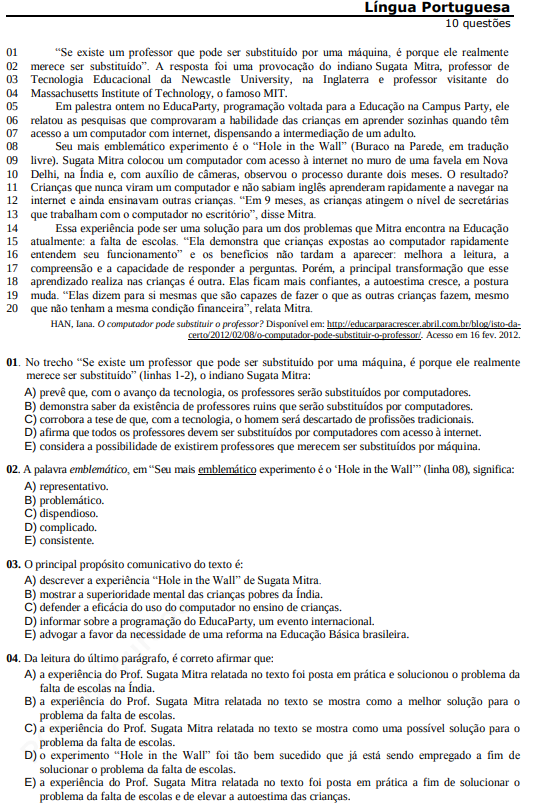 Língua Portuguesa
10 questões
01 “Se existe um professor que pode ser substituído por uma máquina, é porque ele realmente
02 merece ser substituído”. A resposta foi uma provocação do indiano Sugata Mitra, professor de
03 Tecnologia Educacional da Newcastle University, na Inglaterra e professor visitante do
04 Massachusetts Institute of Technology, o famoso MIT.
05 Em palestra ontem no EducaParty, programação voltada para a Educação na Campus Party, ele
06 relatou as pesquisas que comprovaram a habilidade das crianças em aprender sozinhas quando têm
07 acesso a um computador com internet, dispensando a intermediação de um adulto.
08 Seu mais emblemático experimento é o “Hole in the Wall” (Buraco na Parede, em tradução
09 livre). Sugata Mitra colocou um computador com acesso à internet no muro de uma favela em Nova
10 Delhi, na Índia e, com auxílio de câmeras, observou o processo durante dois meses. O resultado?
11 Crianças que nunca viram um computador e não sabiam inglês aprenderam rapidamente a navegar na
12 internet e ainda ensinavam outras crianças. “Em 9 meses, as crianças atingem o nível de secretárias
13 que trabalham com o computador no escritório”, disse Mitra.
14 Essa experiência pode ser uma solução para um dos problemas que Mitra encontra na Educação
15 atualmente: a falta de escolas. “Ela demonstra que crianças expostas ao computador rapidamente
16 entendem seu funcionamento” e os benefícios não tardam a aparecer: melhora a leitura, a
17 compreensão e a capacidade de responder a perguntas. Porém, a principal transformação que esse
18 aprendizado realiza nas crianças é outra. Elas ficam mais confiantes, a autoestima cresce, a postura
19 muda. “Elas dizem para si mesmas que são capazes de fazer o que as outras crianças fazem, mesmo
20 que não tenham a mesma condição financeira”, relata Mitra.
HAN, Iana. O computador pode substituir o professor? Disponível em: http://educarparacrescer.abril.com.br/blog/isto-da-
certo/2012/02/08/o-computador-pode-substituir-o-professor/. Acesso em 16 fev. 2012.
01. No trecho “Se existe um professor que pode ser substituído por uma máquina, é porque ele realmente
merece ser substituído” (linhas 1-2), o indiano Sugata Mitra:
A) prevê que, com o avanço da tecnologia, os professores serão substituídos por computadores.
B) demonstra saber da existência de professores ruins que serão substituídos por computadores.
C) corrobora a tese de que, com a tecnologia, o homem será descartado de profissões tradicionais.
D) afirma que todos os professores devem ser substituídos por computadores com acesso à internet.
E) considera a possibilidade de existirem professores que merecem ser substituídos por máquina.
02. A palavra emblemático, em “Seu mais emblemático experimento é o ‘Hole in the Wall’” (linha 08), significa:
A) representativo.
B) problemático.
C) dispendioso.
D) complicado.
E) consistente.
03. O principal propósito comunicativo do texto é:
A) descrever a experiência “Hole in the Wall” de Sugata Mitra.
B) mostrar a superioridade mental das crianças pobres da Índia.
C) defender a eficácia do uso do computador no ensino de crianças.
D) informar sobre a programação do EducaParty, um evento internacional.
E) advogar a favor da necessidade de uma reforma na Educação Básica brasileira.
04. Da leitura do último parágrafo, é correto afirmar que:
A) a experiência do Prof. Sugata Mitra relatada no texto foi posta em prática e solucionou o problema da
falta de escolas na Índia.
B) a experiência do Prof. Sugata Mitra relatada no texto se mostra como a melhor solução para o
problema da falta de escolas.
C) a experiência do Prof. Sugata Mitra relatada no texto se mostra como uma possível solução para o
problema da falta de escolas.
D) o experimento “Hole in the Wall” foi tão bem sucedido que já está sendo empregado a fim de
solucionar o problema da falta de escolas.
E) a experiência do Prof. Sugata Mitra relatada no texto foi posta em prática a fim de solucionar o
problema da falta de escolas e de elevar a autoestima das crianças.